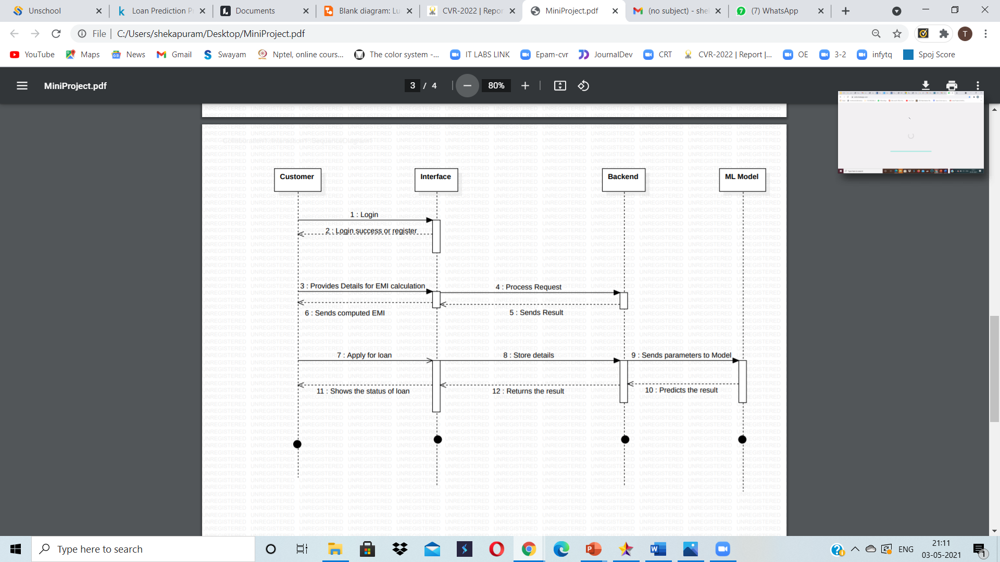 Unschool
Loan Prediction P
Documents
Blank diagram: Lu
CVR-2022 | Repor
MiniProject.pdf
(no subject) - shel
(7) WhatsApp
File | C:/Users/shekapuram/Desktop/MiniProject.pdf
T
YouTube
Maps
News
Gmail
Swayam
Nptel, online cours...
The color system -...
IT LABS LINK
Epam-cvr
JournalDev
CRT
CVR-2022 | Report |...
OE
3-2
infytq
Spoj Score
MiniProject.pdf
3 / 4
80%
Customer
Interface
Backend
ML Model
1 : Login
2 : Login success or register
3 : Provides Details for EMI calculation
4 : Process Request
6 : Sends computed EMI
5 : Sends Result
7 : Apply for loan
8 : Store details
9 : Sends parameters to Model
11 : Shows the status of loan
12 : Returns the result
10 : Predicts the result
Type here to search
ENG
21:11
03-05-2021
1